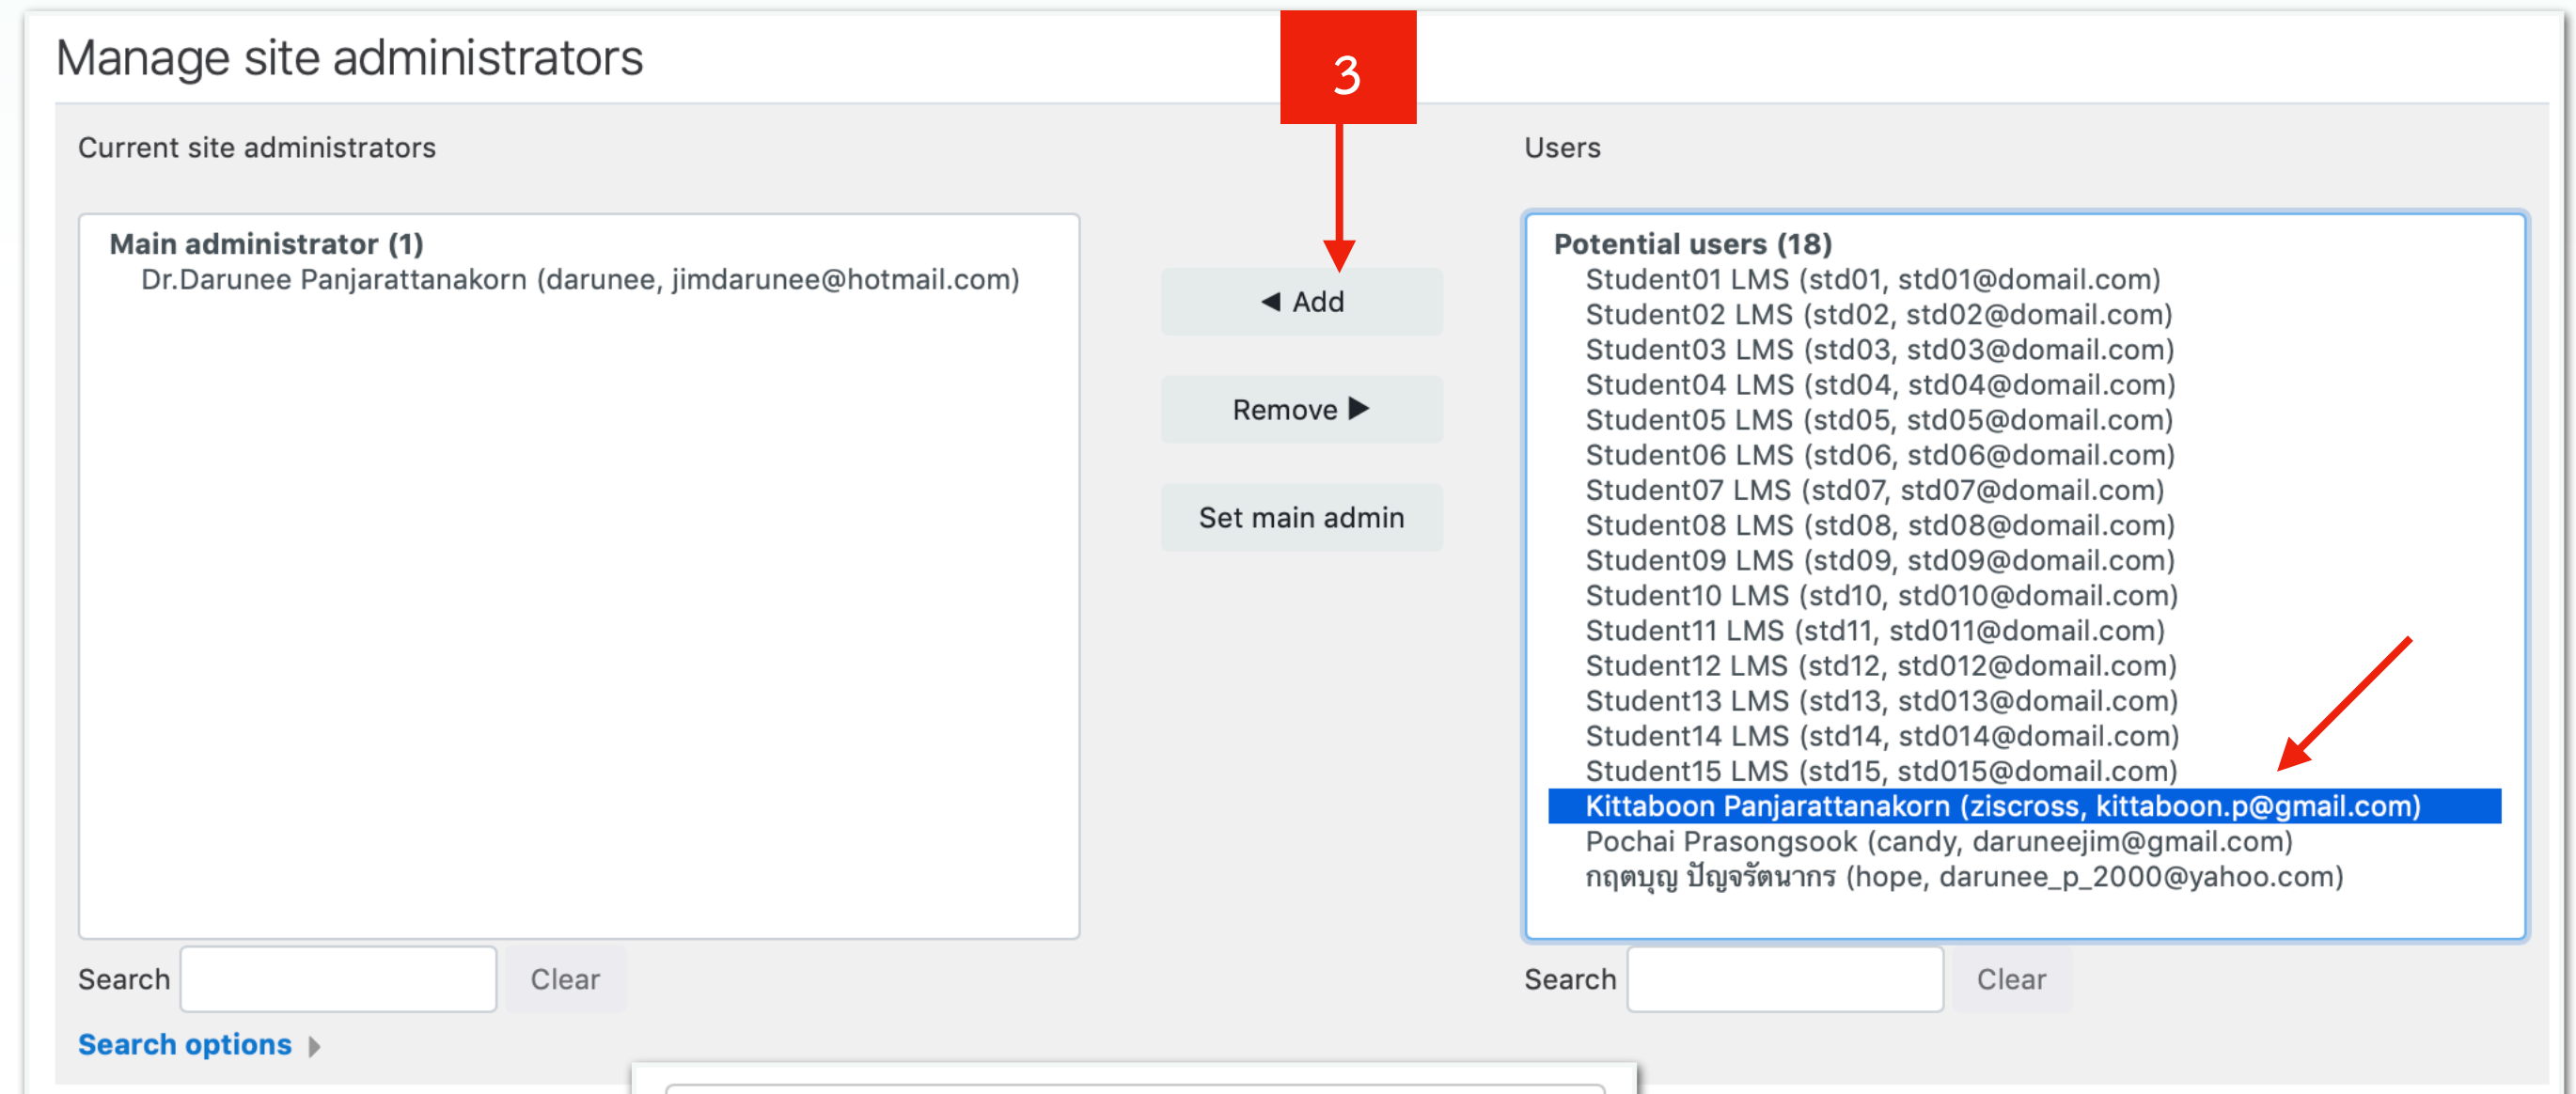 Manage site administrators
3
Current site administrators
Main administrator (1)
Dr.Darunee Panjarattanakorn (darunee, jimdarunee@hotmail.com)
Search
Clear
Search options
◀ Add
Remove ▶
Set main admin
Users
Potential users (18)
Student01 LMS (std01, std01@domail.com)
Student02 LMS (std02, std02@domail.com)
Student03 LMS (std03, std03@domail.com)
Student04 LMS (std04, std04@domail.com)
Student05 LMS (std05, std05@domail.com)
Student06 LMS (std06, std06@domail.com)
Student07 LMS (std07, std07@domail.com)
Student08 LMS (std08, std08@domail.com)
Student09 LMS (std09, std09@domail.com)
Student10 LMS (std10, std010@domail.com)
Student11 LMS (std11, std011@domail.com)
Student12 LMS (std12, std012@domail.com)
Student13 LMS (std13, std013@domail.com)
Student14 LMS (std14, std014@domail.com)
Student15 LMS (std15, std015@domail.com)
Kittaboon Panjarattanakorn (ziscross, kittaboon.p@gmail.com)
Pochai Prasongsook (candy, daruneejim@gmail.com)
กฤตบุญ ปัญจรัตนากร (hope, darunee_p_2000@yahoo.com)
Search
Clear